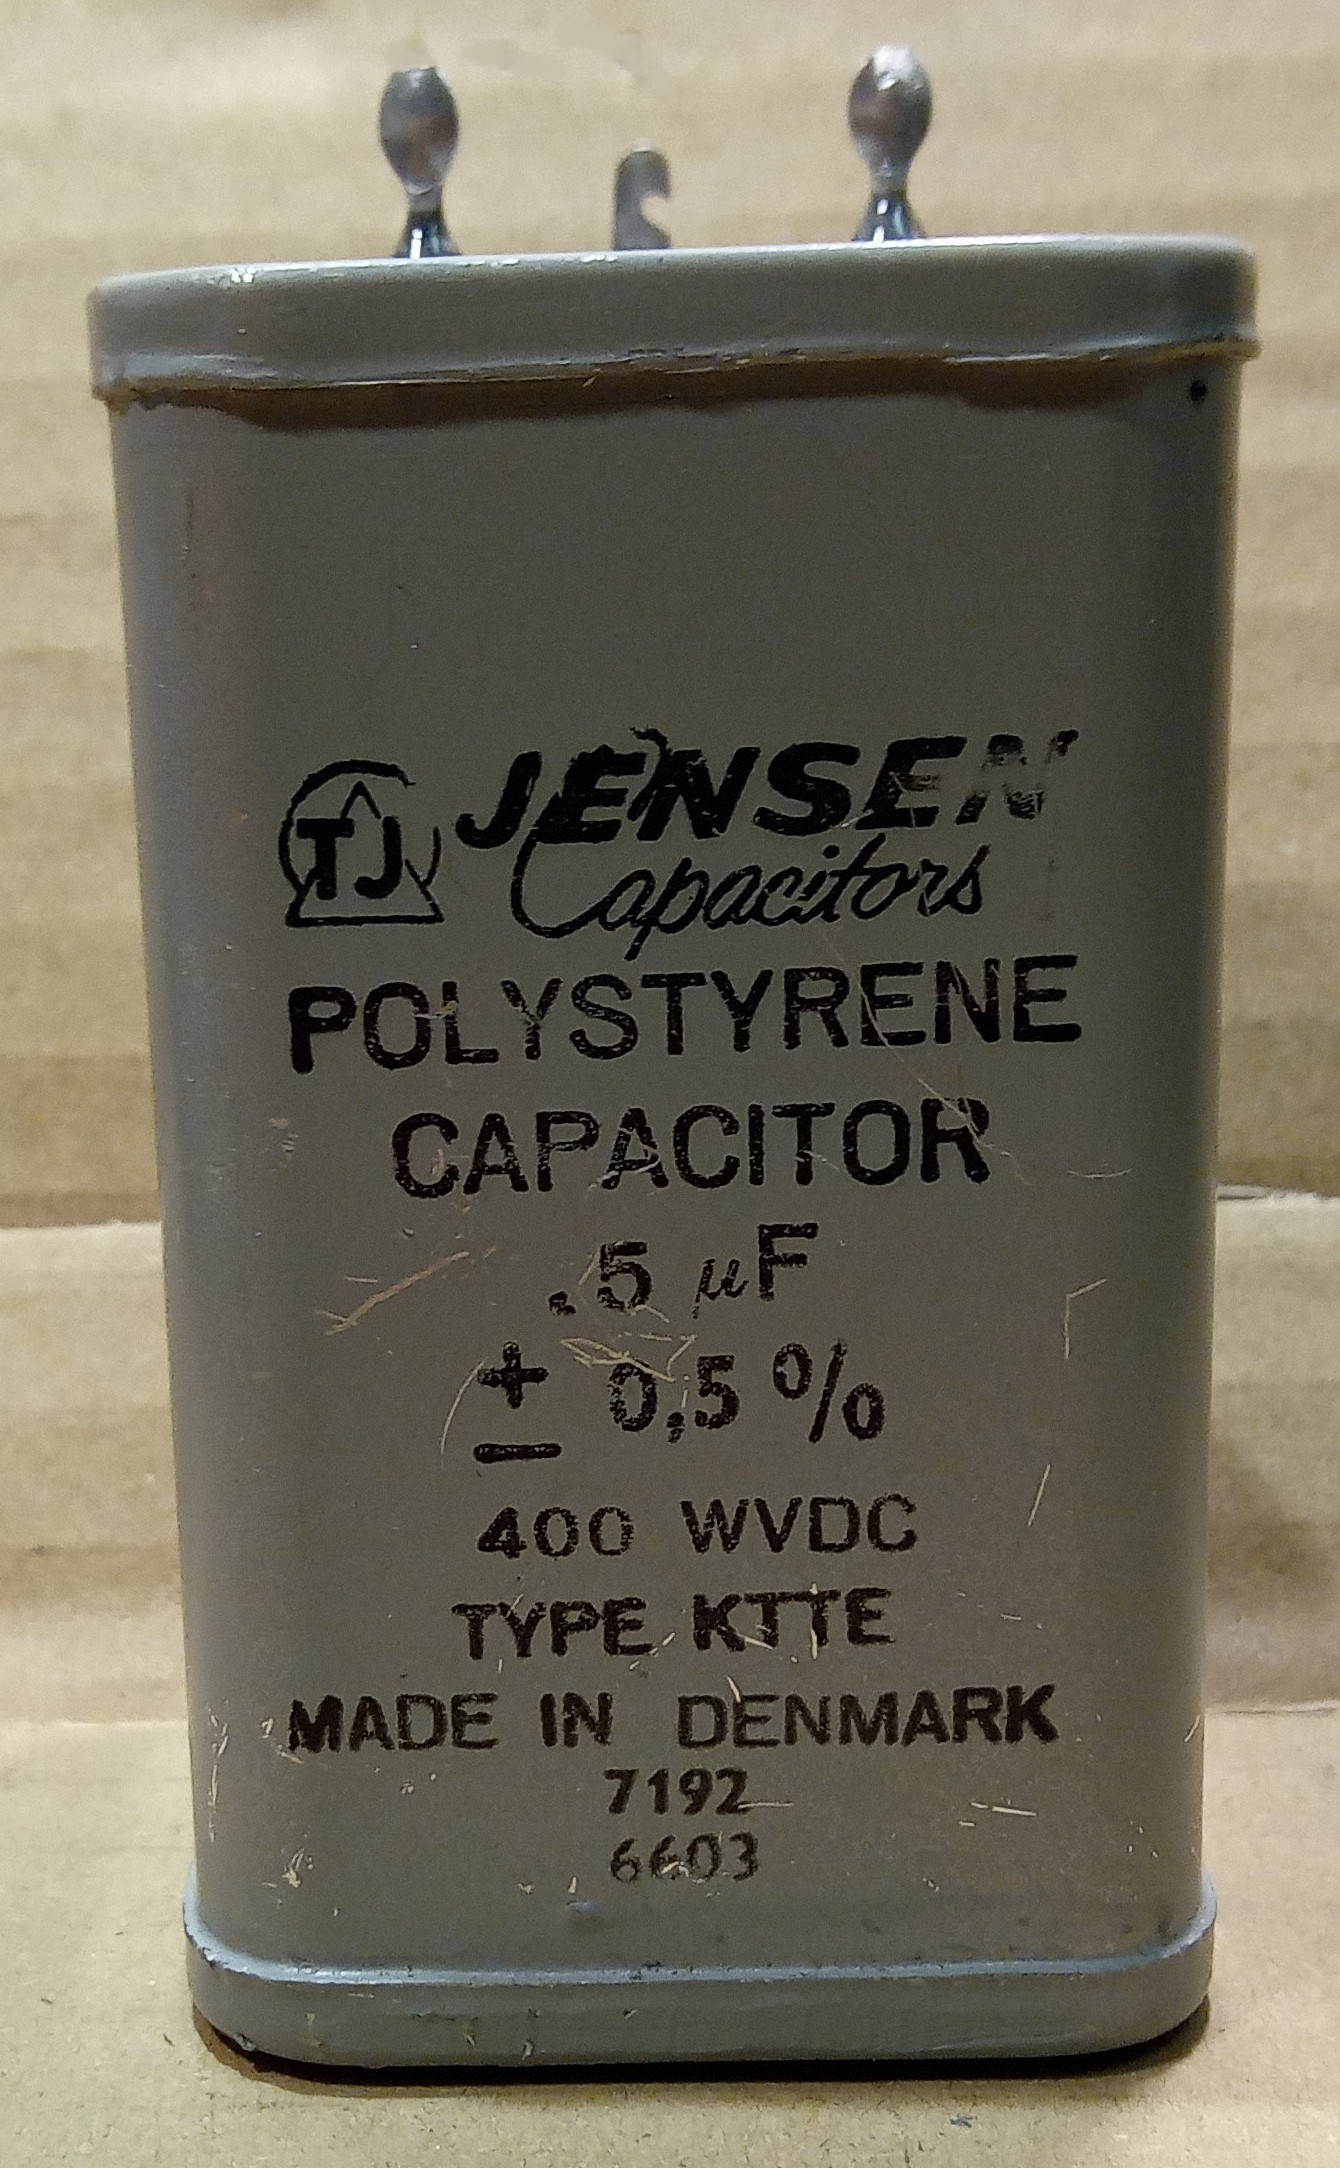 TJ JENSEN
Capacitors
POLYSTYRENE
CAPACITOR
.5 µF
± 0,5 %
400 WVDC
TYPE KTTE
MADE IN DENMARK
7192
6603